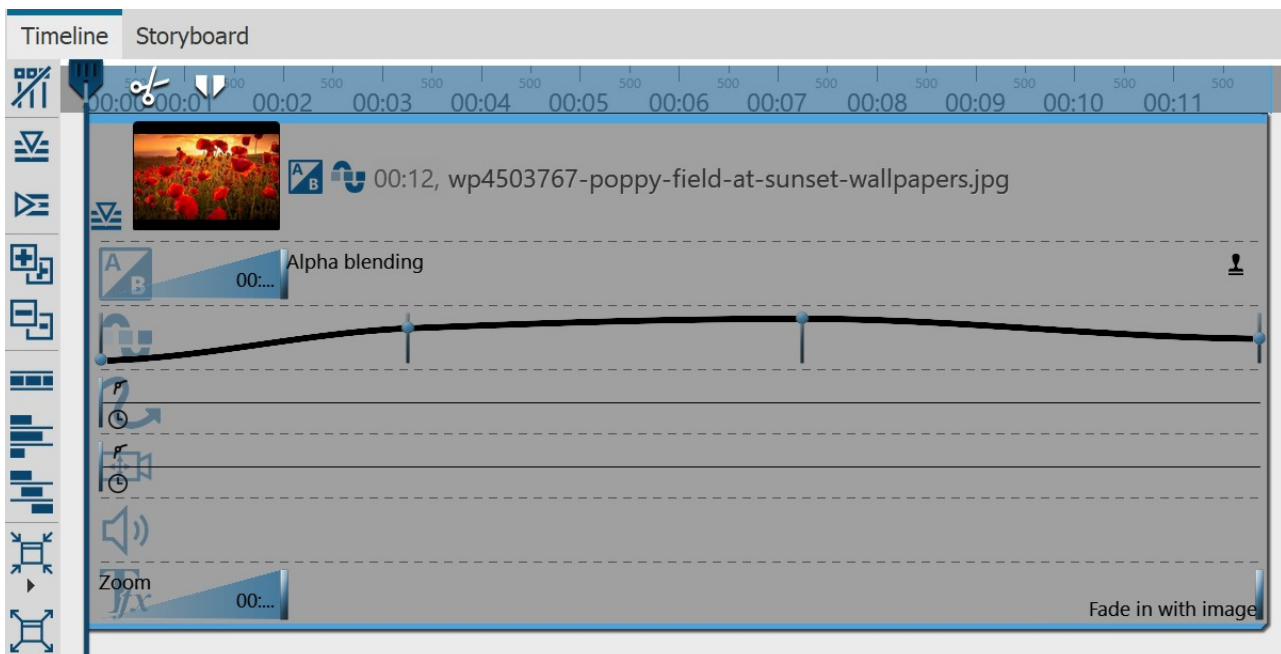 Timeline Storyboard
500 500 500 500 500 500 500 500 500 500 500
00:00 00:01 00:02 00:03 00:04 00:05 00:06 00:07 00:08 00:09 00:10 00:11
A B 00:12, wp4503767-poppy-field-at-sunset-wallpapers.jpg
A B 00:... Alpha blending
Zoom
fx 00:... Fade in with image